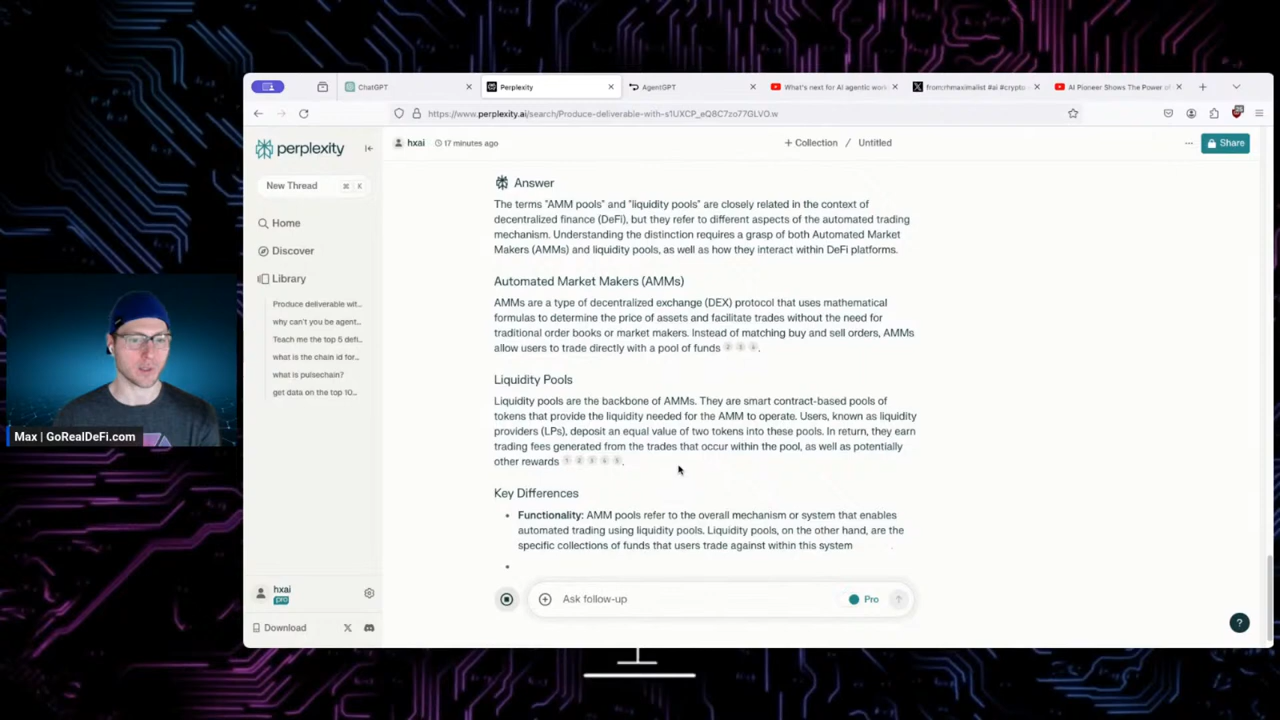 ChatGPT
Perplexity
AgentGPT
What's next for AI agentic work
from:rhmaximalist #ai #crypto
AI Pioneer Shows The Power of
https://www.perplexity.ai/search/Produce-deliverable-with-s1UXCP_eQ8C7zo77GLVO.w
perplexity
hxai
17 minutes ago
+ Collection / Untitled
Share
New Thread
⌘ K
Home
Discover
Library
Produce deliverable wit...
why can't you be agent...
Teach me the top 5 defi...
what is the chain id for...
what is pulsechain?
get data on the top 10...
Answer
The terms "AMM pools" and "liquidity pools" are closely related in the context of
decentralized finance (DeFi), but they refer to different aspects of the automated trading
mechanism. Understanding the distinction requires a grasp of both Automated Market
Makers (AMMs) and liquidity pools, as well as how they interact within DeFi platforms.
Automated Market Makers (AMMs)
AMMs are a type of decentralized exchange (DEX) protocol that uses mathematical
formulas to determine the price of assets and facilitate trades without the need for
traditional order books or market makers. Instead of matching buy and sell orders, AMMs
allow users to trade directly with a pool of funds
Liquidity Pools
Liquidity pools are the backbone of AMMs. They are smart contract-based pools of
tokens that provide the liquidity needed for the AMM to operate. Users, known as liquidity
providers (LPs), deposit an equal value of two tokens into these pools. In return, they earn
trading fees generated from the trades that occur within the pool, as well as potentially
other rewards 1 2 3 4 5.
Key Differences
• Functionality: AMM pools refer to the overall mechanism or system that enables
automated trading using liquidity pools. Liquidity pools, on the other hand, are the
specific collections of funds that users trade against within this system
•
Ask follow-up
Pro
hxai
pro
Download
?
Max | GoRealDeFi.com